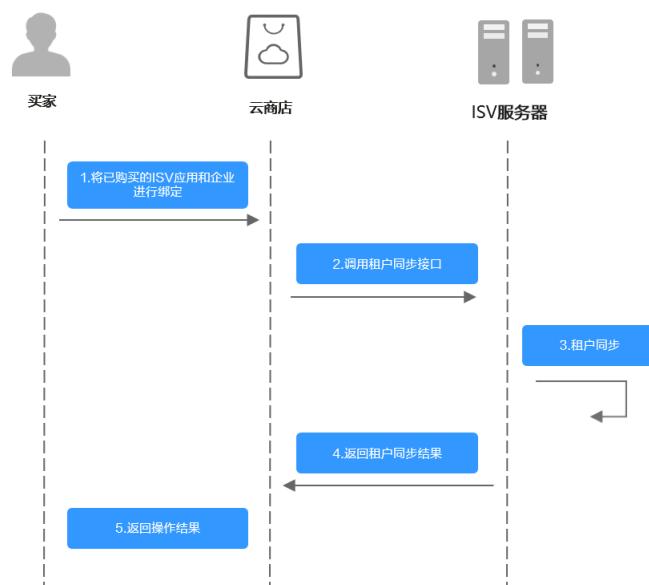 买家
云商店
ISV服务器
1.将已购买的ISV应用和企业
进行绑定
2.调用租户同步接口
3.租户同步
4.返回租户同步结果
5.返回操作结果